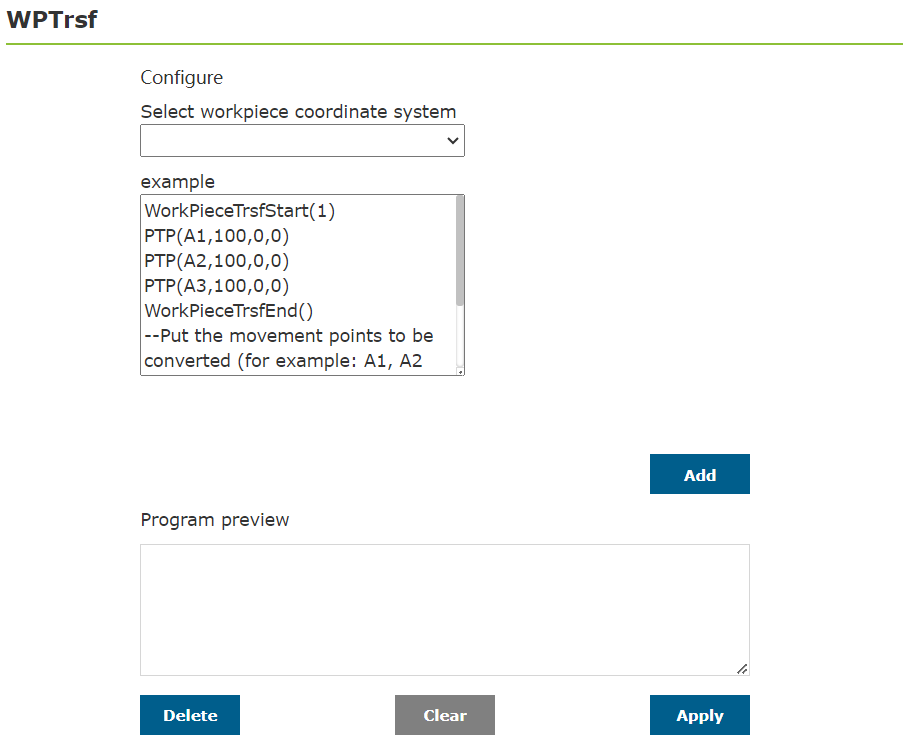 WPTrsf
Configure
Select workpiece coordinate system
example
WorkPieceTrsfStart(1)
PTP(A1,100,0,0)
PTP(A2,100,0,0)
PTP(A3,100,0,0)
WorkPieceTrsfEnd()
--Put the movement points to be
converted (for example: A1, A2
Add
Program preview
Delete
Clear
Apply